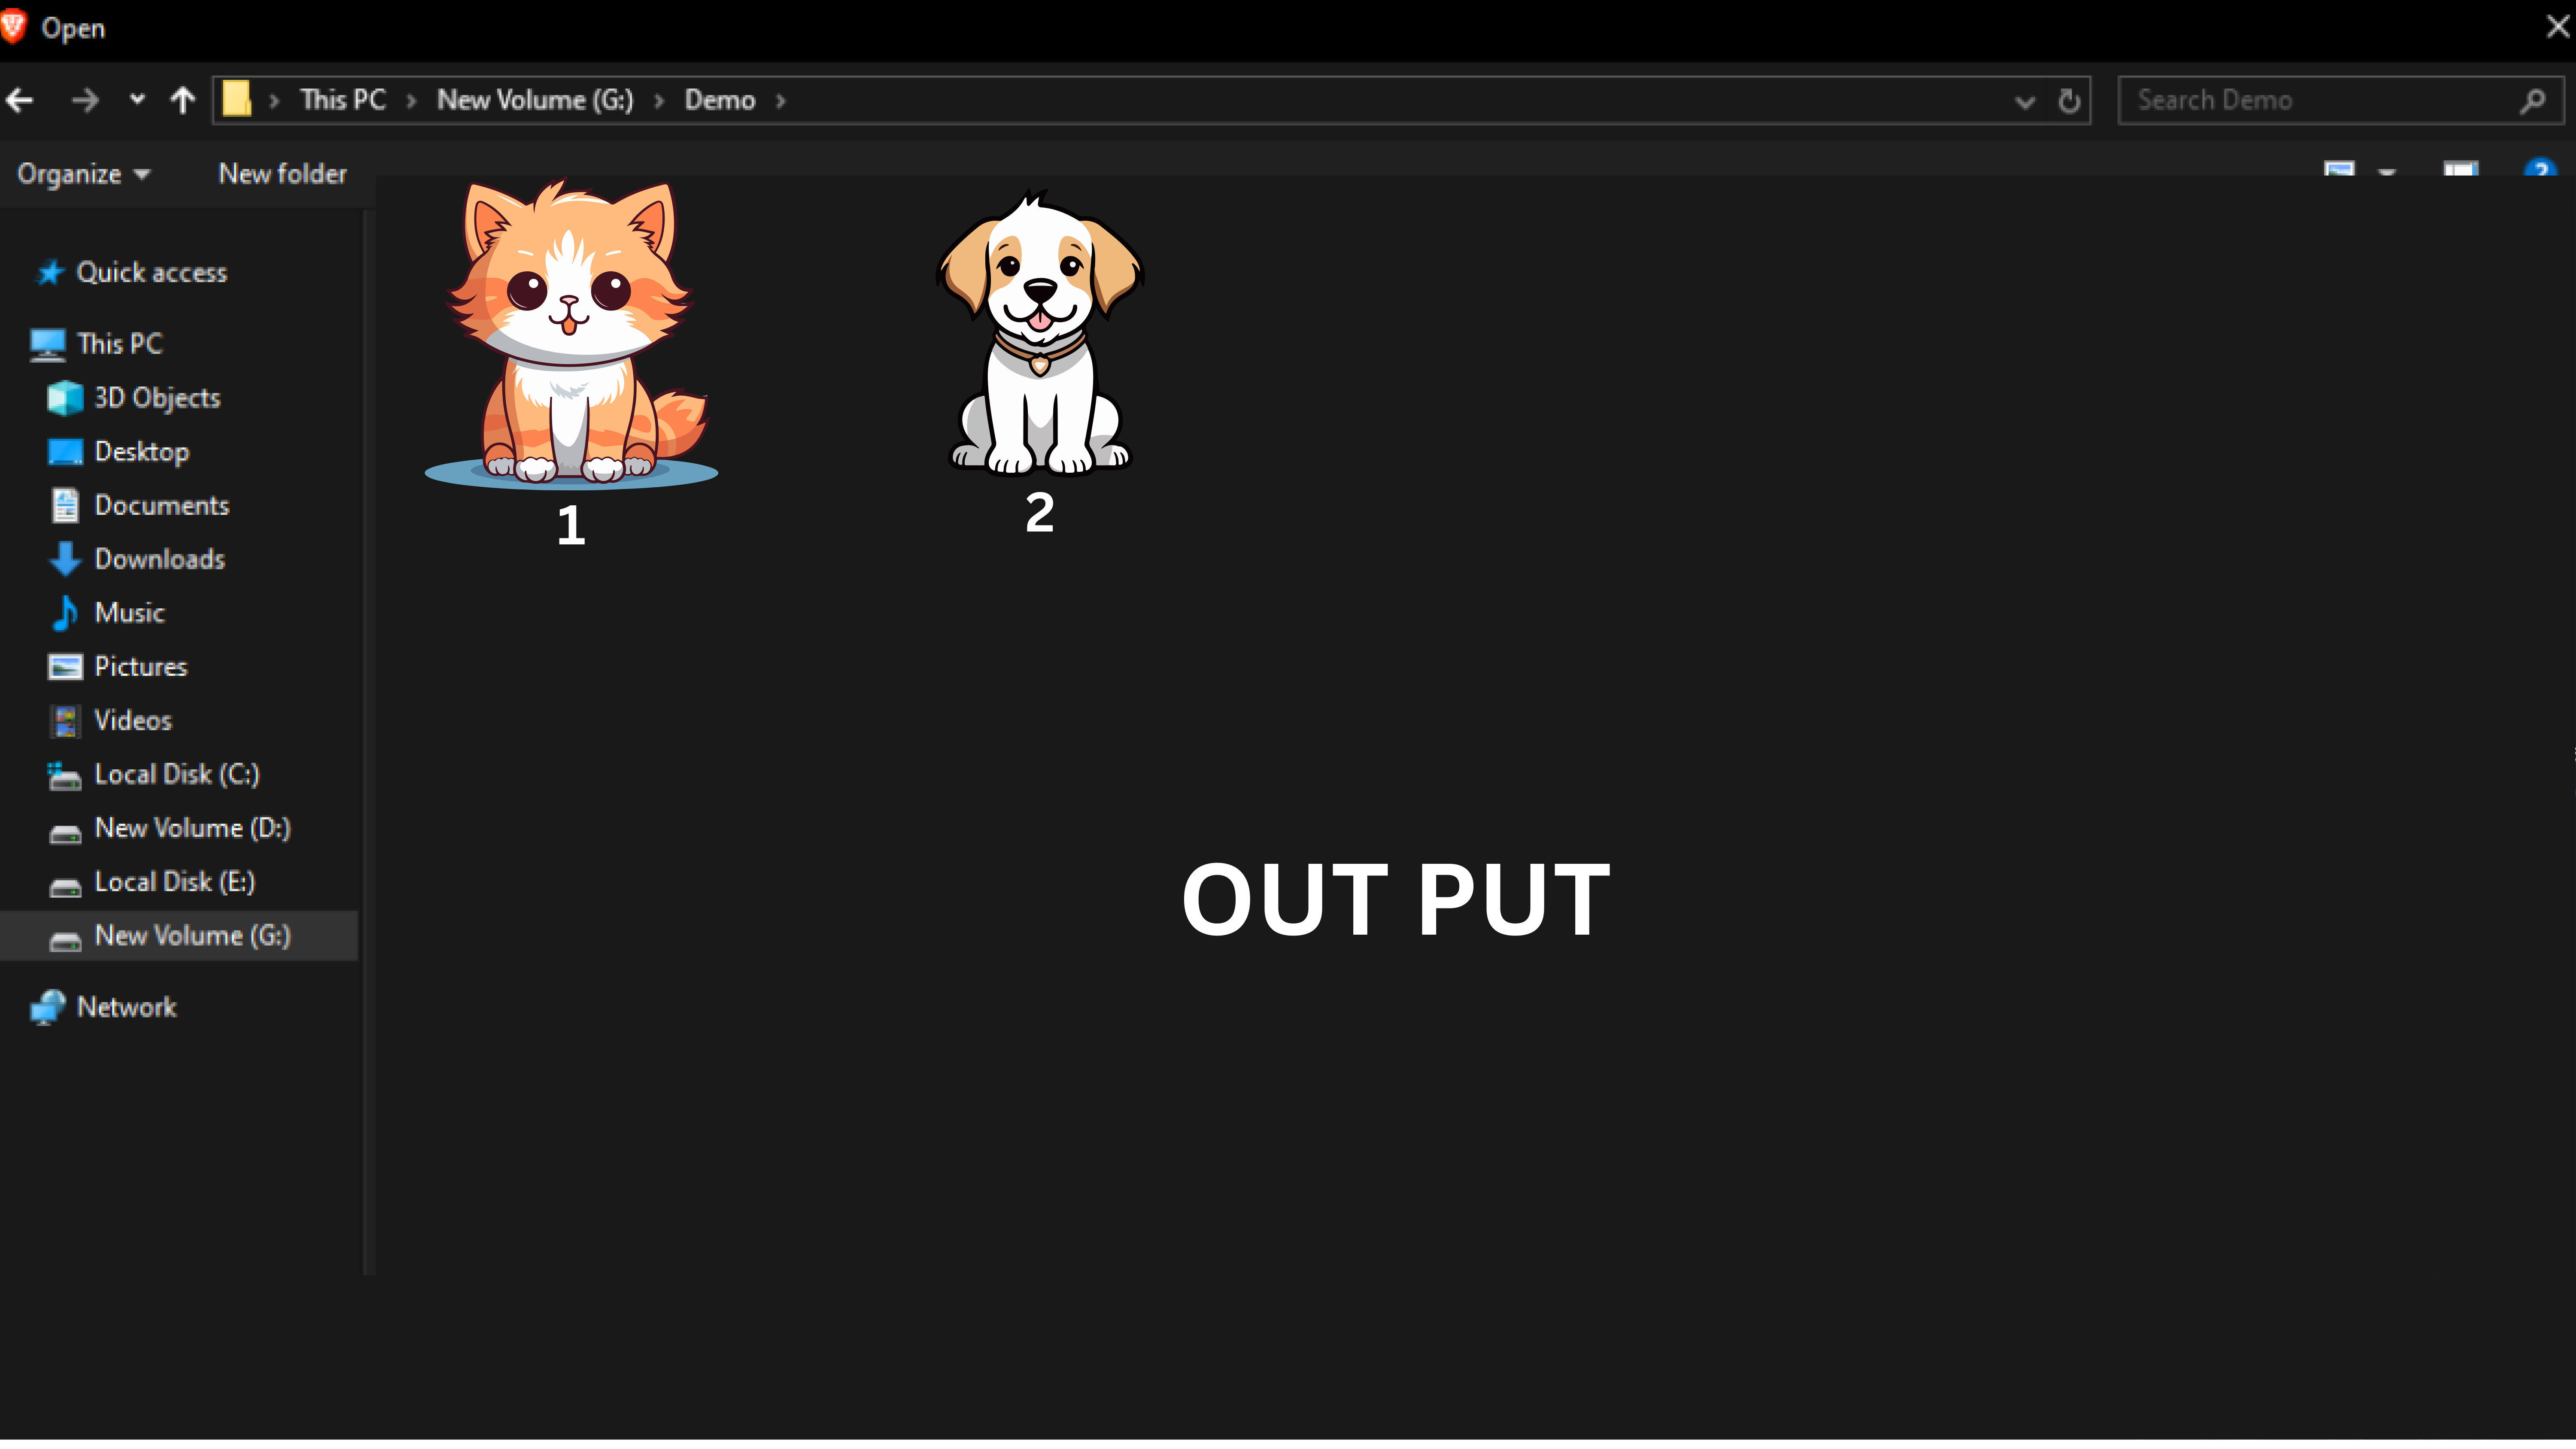 Open
This PC > New Volume (G:) > Demo >
Search Demo
Organize
New folder
?
Quick access
This PC
3D Objects
Desktop
Documents
Downloads
Music
Pictures
Videos
Local Disk (C:)
New Volume (D:)
Local Disk (E:)
New Volume (G:)
Network
1
2
OUT PUT